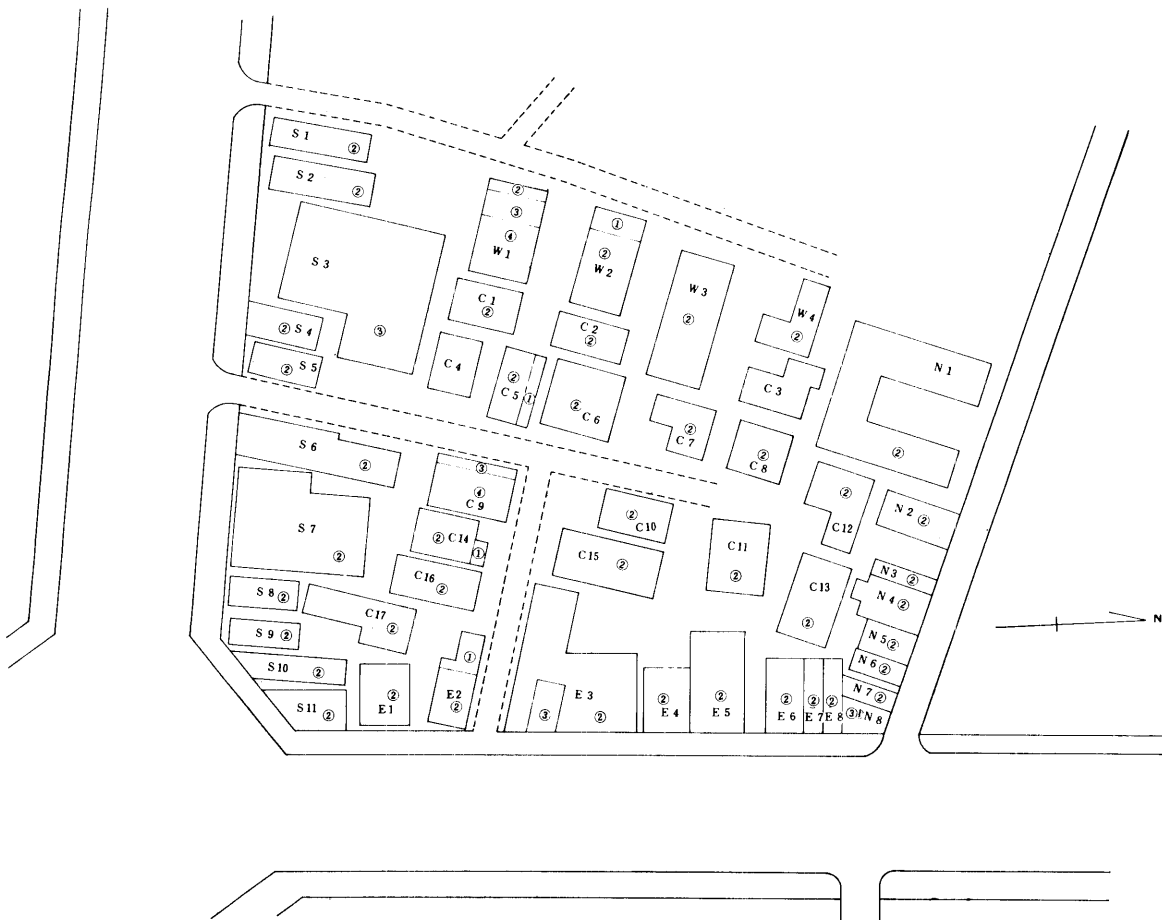 S 1 ②
S 2 ②
S 3 ③
② S 4
② S 5
②
③
④
W 1
①
②
W 2
W 3
②
W 4
②
C 1
②
C 2
②
C 3
C 4
②
C 5 ①
②
C 6
②
C 7
②
C 8
N 1
②
S 6 ②
S 7 ②
S 8 ②
S 9 ②
S 10 ②
S 11 ②
③
④
C 9
② C 14 ①
C 16 ②
C 17 ②
②
E 1
①
E 2
②
②
C 10
C 15 ②
C 11
②
②
C 12
C 13
②
N 2 ②
N 3 ②
N 4 ②
N 5 ②
N 6 ②
N 7 ②
③ N 8
E 3
③ ②
②
E 4
②
E 5
② ② ②
E 6 E 7 E 8
N